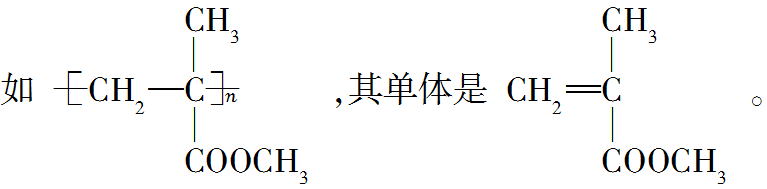 CH₃ CH₃
如 ⁅CH₂—C⁆ₙ ,其单体是 CH₂=C 。
COOCH₃ COOCH₃